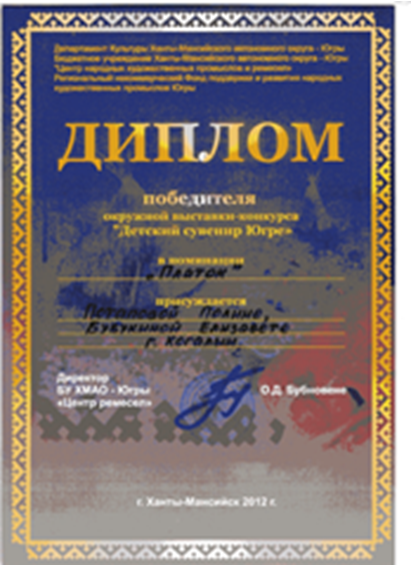 Департамент Культуры Ханты-Мансийского автономного округа - Югры
Бюджетное учреждение Ханты-Мансийского автономного округа - Югры
"Центр народных художественных промыслов и ремесел"
Региональный некоммерческий Фонд поддержки и развития народных
художественных промыслов Югры
ДИПЛОМ
победителя
окружной выставки-конкурса
"Детский сувенир Югре»
в номинации
„Платок"
присуждается
Потаповой Полине,
Бубукиной Елизавете
г. Когалым
Директор
БУ ХМАО - Югры
«Центр ремесел»
О.Д. Бубновене
г. Ханты-Мансийск 2012 г.